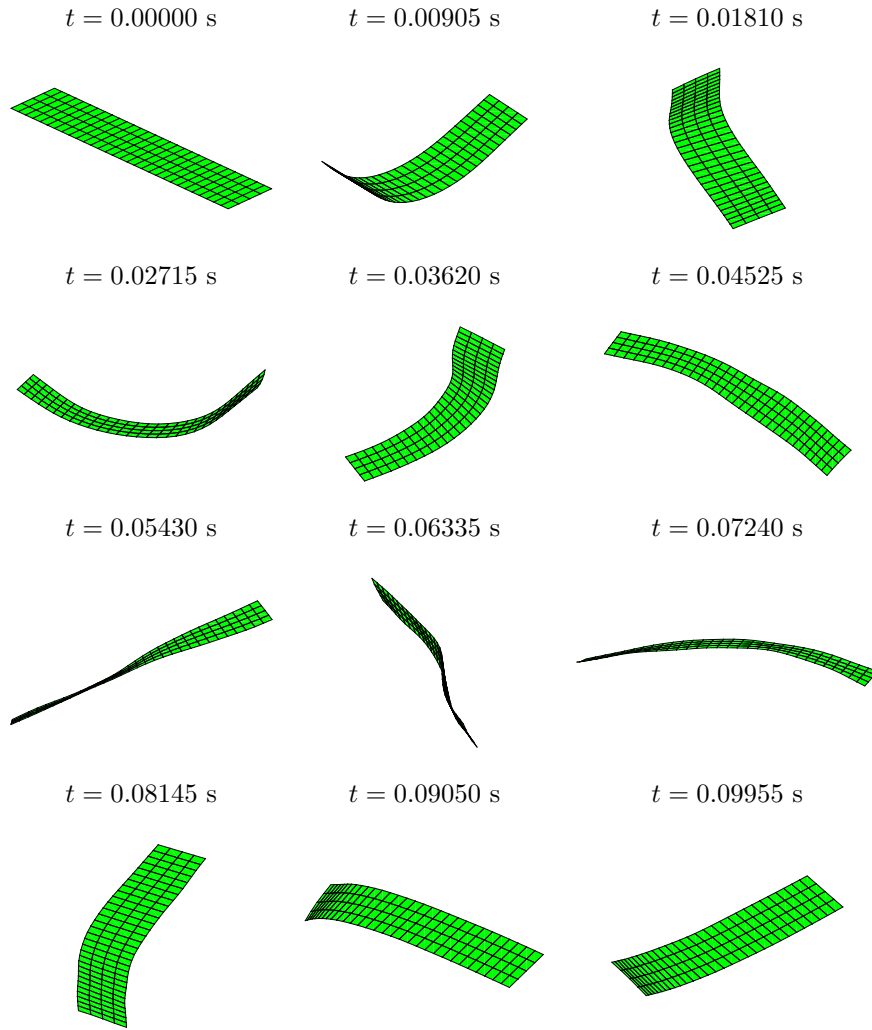 t = 0.00000 s
t = 0.00905 s
t = 0.01810 s
t = 0.02715 s
t = 0.03620 s
t = 0.04525 s
t = 0.05430 s
t = 0.06335 s
t = 0.07240 s
t = 0.08145 s
t = 0.09050 s
t = 0.09955 s